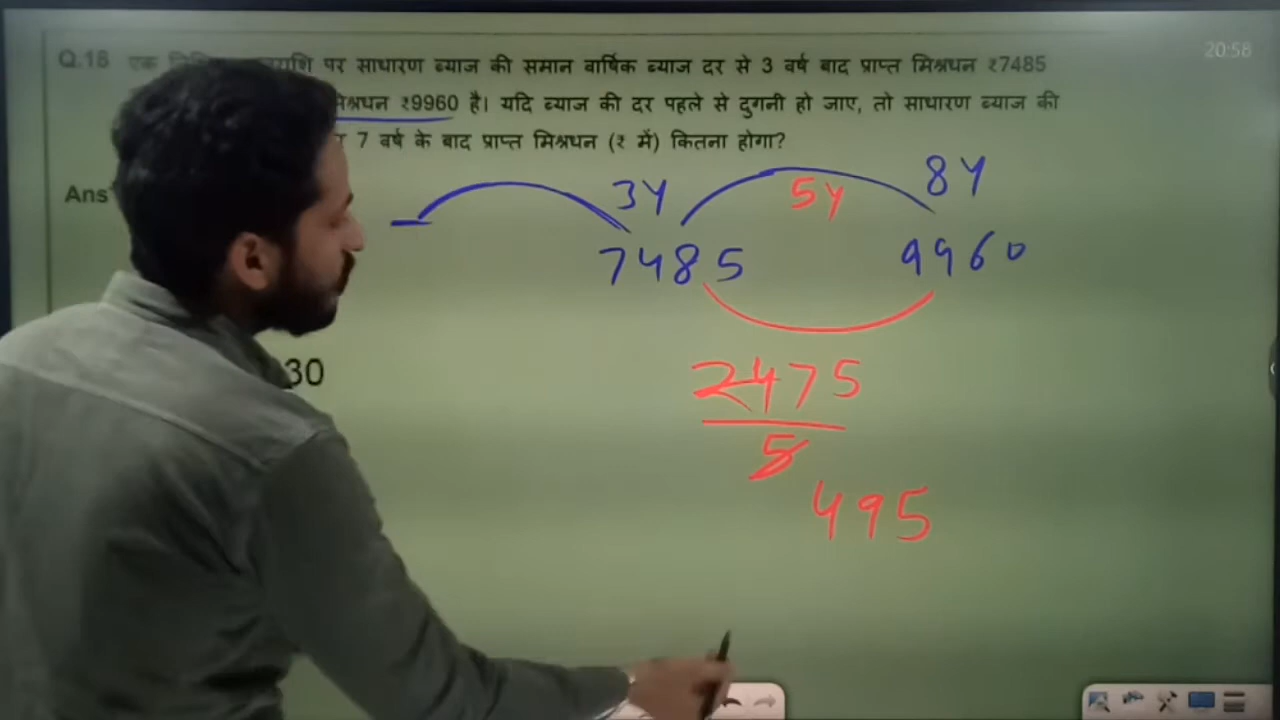 20:58
Q.18 एक राशि पर साधारण ब्याज की समान वार्षिक ब्याज दर से 3 वर्ष बाद प्राप्त मिश्रधन ₹7485
मिश्रधन ₹9960 है। यदि ब्याज की दर पहले से दुगनी हो जाए, तो साधारण ब्याज की
7 वर्ष के बाद प्राप्त मिश्रधन (₹ में) कितना होगा?
Ans
3Y 5Y 8Y
7485 9960
30
2475
5
495